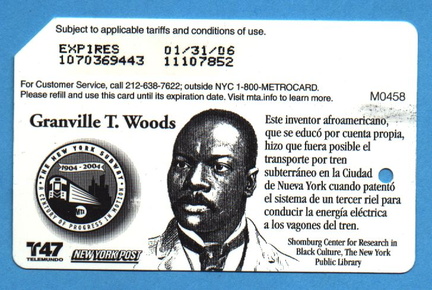 Subject to applicable tariffs and conditions of use.
EXPIRES 01/31/06
1070369443 11107852
For Customer Service, call 212-638-7622; outside NYC 1-800-METROCARD.
Please refill and use this card until its expiration date. Visit mta.info to learn more.
M0458
Granville T. Woods
Este inventor afroamericano,
que se educó por cuenta propia,
hizo que fuera posible el
transporte por tren
subterráneo en la Ciudad
de Nueva York cuando patentó
el sistema de un tercer riel para
conducir la energía eléctrica
a los vagones del tren.
Shomburg Center for Research in
Black Culture, The New York
Public Library
THE NEW YORK SUBWAY
1904-2004
CENTURY OF PROGRESS IN MOTION
T47
TELEMUNDO
NEW YORK POST